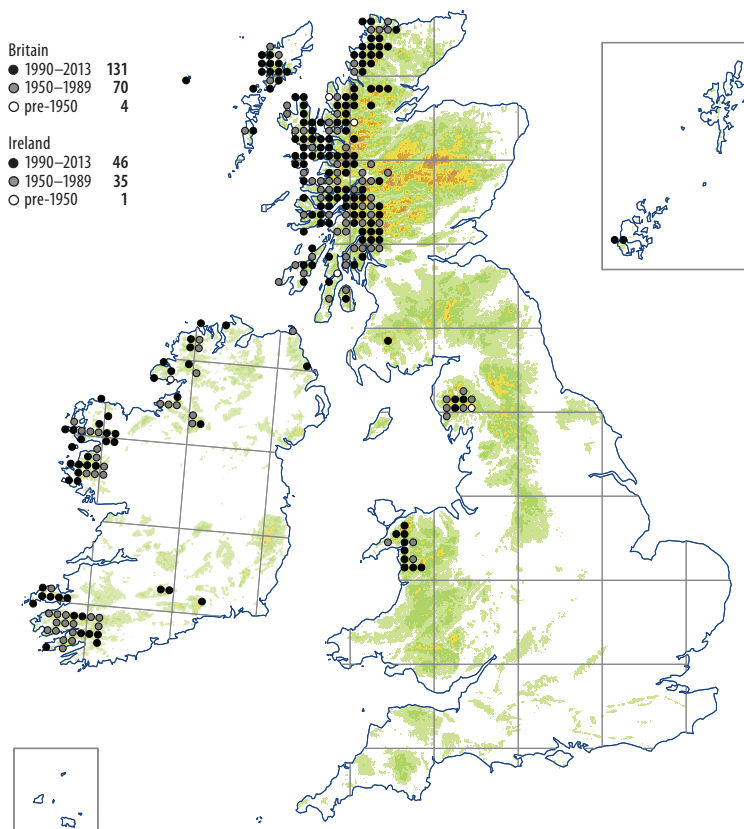 Britain
● 1990–2013 131
● 1950–1989 70
○ pre-1950 4
Ireland
● 1990–2013 46
● 1950–1989 35
○ pre-1950 1